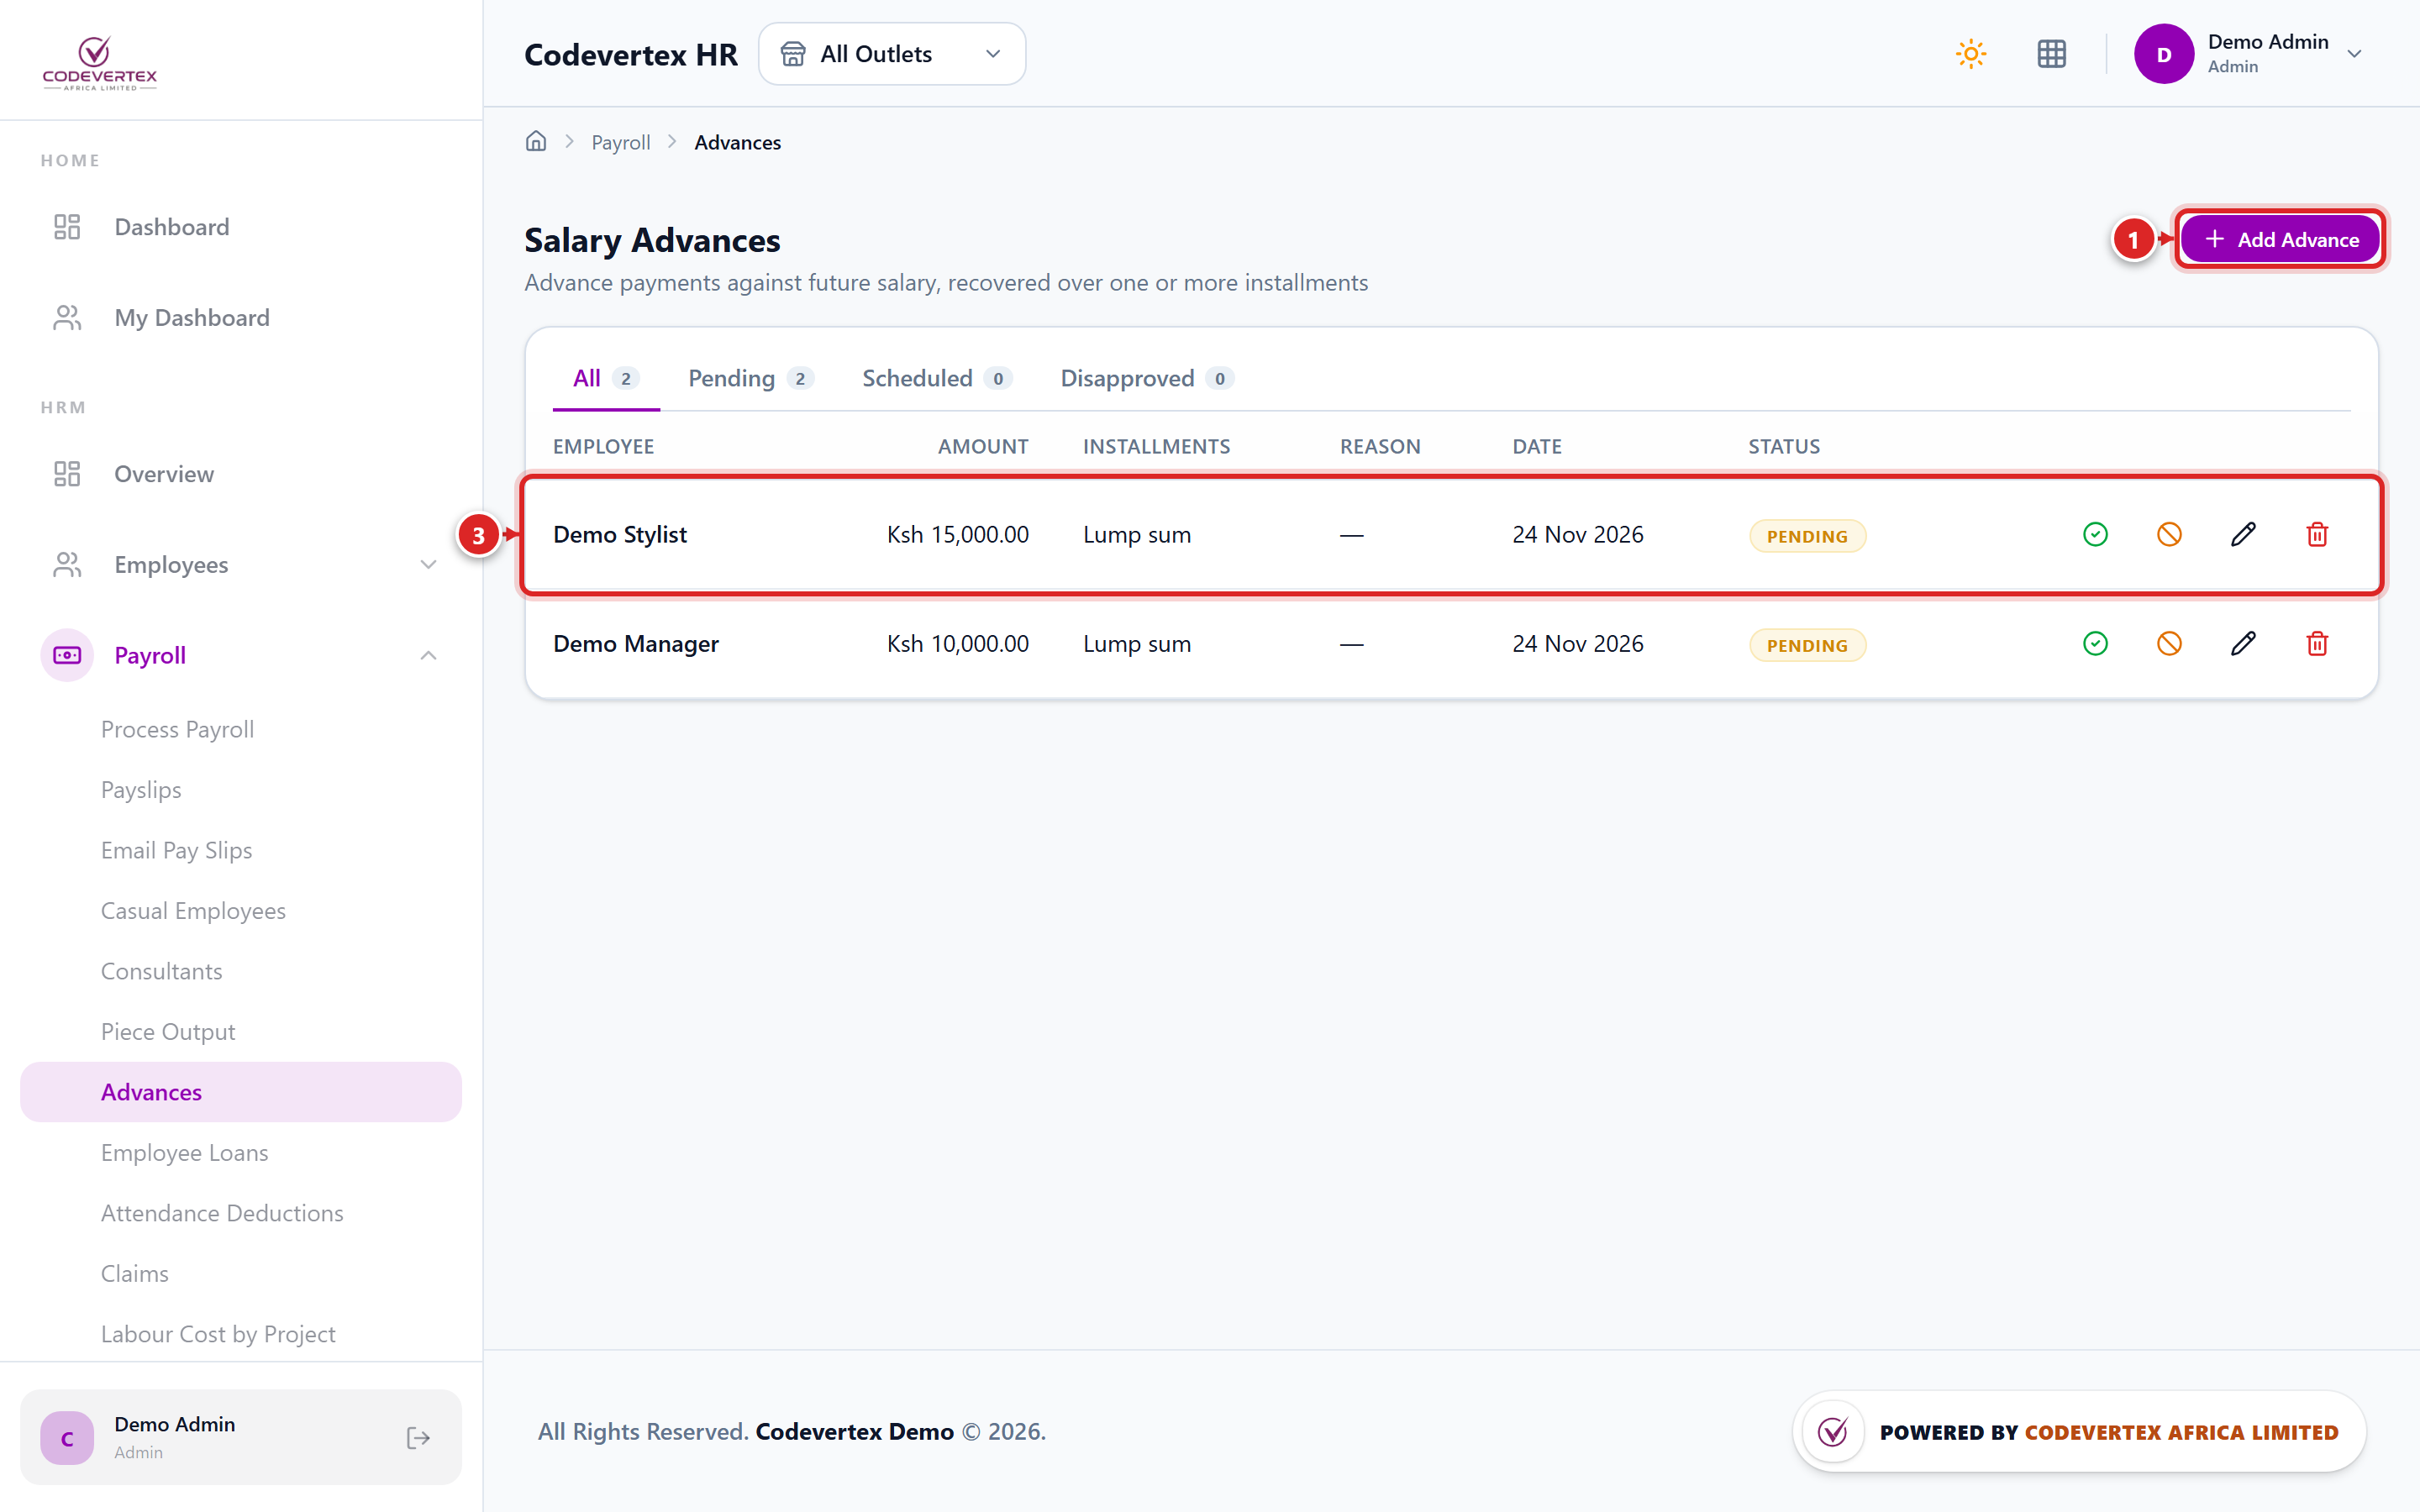 CODEVERTEX
AFRICA LIMITED
HOME
Dashboard
My Dashboard
HRM
Overview
Employees
Payroll
Process Payroll
Payslips
Email Pay Slips
Casual Employees
Consultants
Piece Output
Advances
Employee Loans
Attendance Deductions
Claims
Labour Cost by Project
C
Demo Admin
Admin
Codevertex HR
All Outlets
D
Demo Admin
Admin
Payroll
Advances
Salary Advances
Advance payments against future salary, recovered over one or more installments
1
Add Advance
All 2
Pending 2
Scheduled 0
Disapproved 0
EMPLOYEE AMOUNT INSTALLMENTS REASON DATE STATUS
3
Demo Stylist Ksh 15,000.00 Lump sum — 24 Nov 2026 PENDING
Demo Manager Ksh 10,000.00 Lump sum — 24 Nov 2026 PENDING
All Rights Reserved. Codevertex Demo © 2026.
POWERED BY CODEVERTEX AFRICA LIMITED